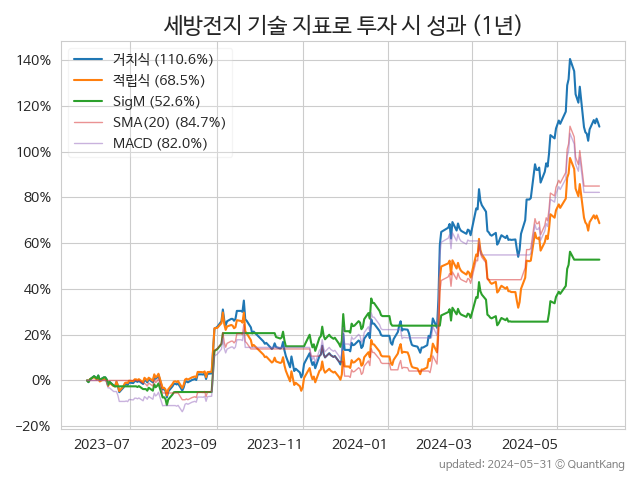 세방전지 기술 지표로 투자 시 성과 (1년)
거치식 (110.6%)
적립식 (68.5%)
SigM (52.6%)
SMA(20) (84.7%)
MACD (82.0%)
140%
120%
100%
80%
60%
40%
20%
0%
−20%
2023-07 2023-09 2023-11 2024-01 2024-03 2024-05
updated: 2024-05-31 © QuantKang